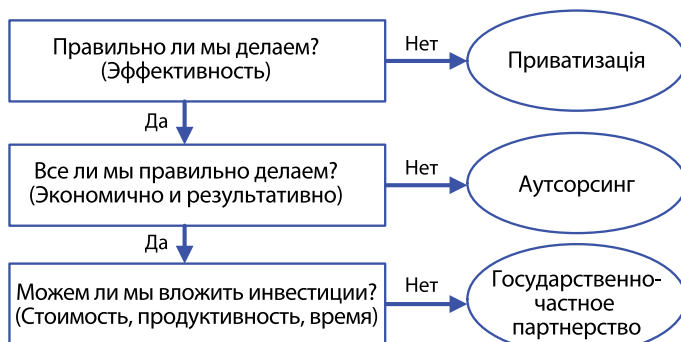 Правильно ли мы делаем?
(Эффективность)
Нет
Приватизація
Да
Все ли мы правильно делаем?
(Экономично и результативно)
Нет
Аутсорсинг
Да
Можем ли мы вложить инвестиции?
(Стоимость, продуктивность, время)
Нет
Государственно-
частное
партнерство